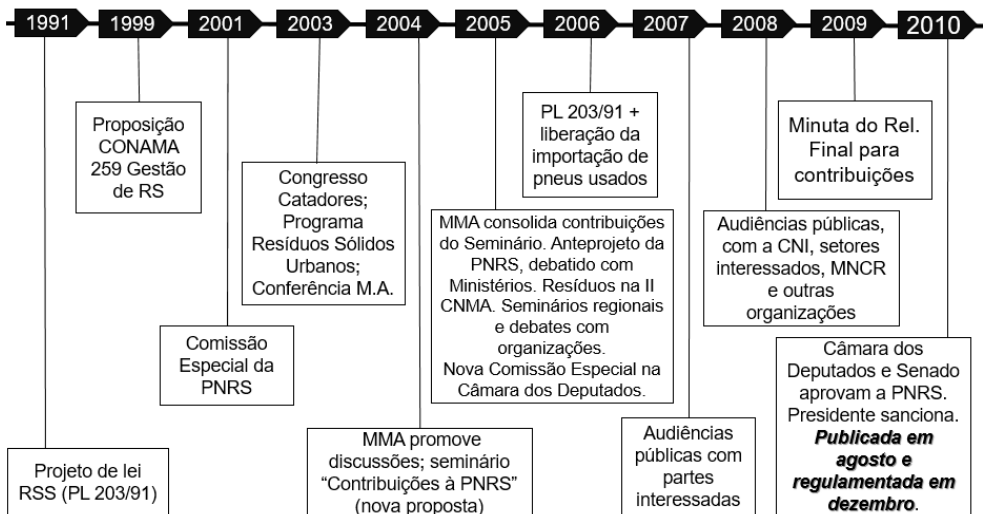 1991
1999
2001
2003
2004
2005
2006
2007
2008
2009
2010
Projeto de lei
RSS (PL 203/91)
Proposição
CONAMA
259 Gestão
de RS
Comissão
Especial da
PNRS
Congresso
Catadores;
Programa
Resíduos Sólidos
Urbanos;
Conferência M.A.
MMA promove
discussões; seminário
“Contribuições à PNRS”
(nova proposta)
MMA consolida contribuições
do Seminário. Anteprojeto da
PNRS, debatido com
Ministérios. Resíduos na II
CNMA. Seminários regionais
e debates com
organizações.
Nova Comissão Especial na
Câmara dos Deputados.
PL 203/91 +
liberação da
importação de
pneus usados
Audiências
públicas com
partes
interessadas
Audiências públicas,
com a CNI, setores
interessados, MNCR
e outras
organizações
Minuta do Rel.
Final para
contribuições
Câmara dos
Deputados e Senado
aprovam a PNRS.
Presidente sanciona.
Publicada em
agosto e
regulamentada em
dezembro.